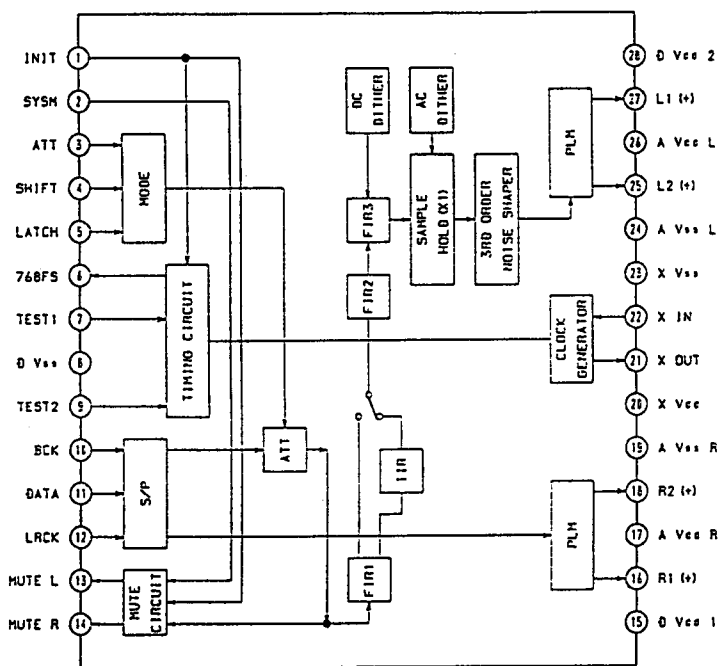 INIT 1
SYSM 2
ATT 3
SHIFT 4
LATCH 5
768FS 6
TEST1 7
D Vss 8
TEST2 9
BCK 10
DATA 11
LRCK 12
MUTE L 13
MUTE R 14
MODE
TIMING CIRCUIT
S/P
MUTE
CIRCUIT
ATT
DC
DITHER
AC
DITHER
FIR3
FIR2
SAMPLE
HOLD (X1)
3RD ORDER
NOISE SHAPER
PLM
CLOCK
GENERATOR
IIR
FIR1
PLM
28 D Vdd 2
27 L1 (+)
26 A Vdd L
25 L2 (+)
24 A Vss L
23 X Vss
22 X IN
21 X OUT
20 X Vcc
19 A Vss R
18 R2 (+)
17 A Vdd R
16 R1 (+)
15 D Vdd 1